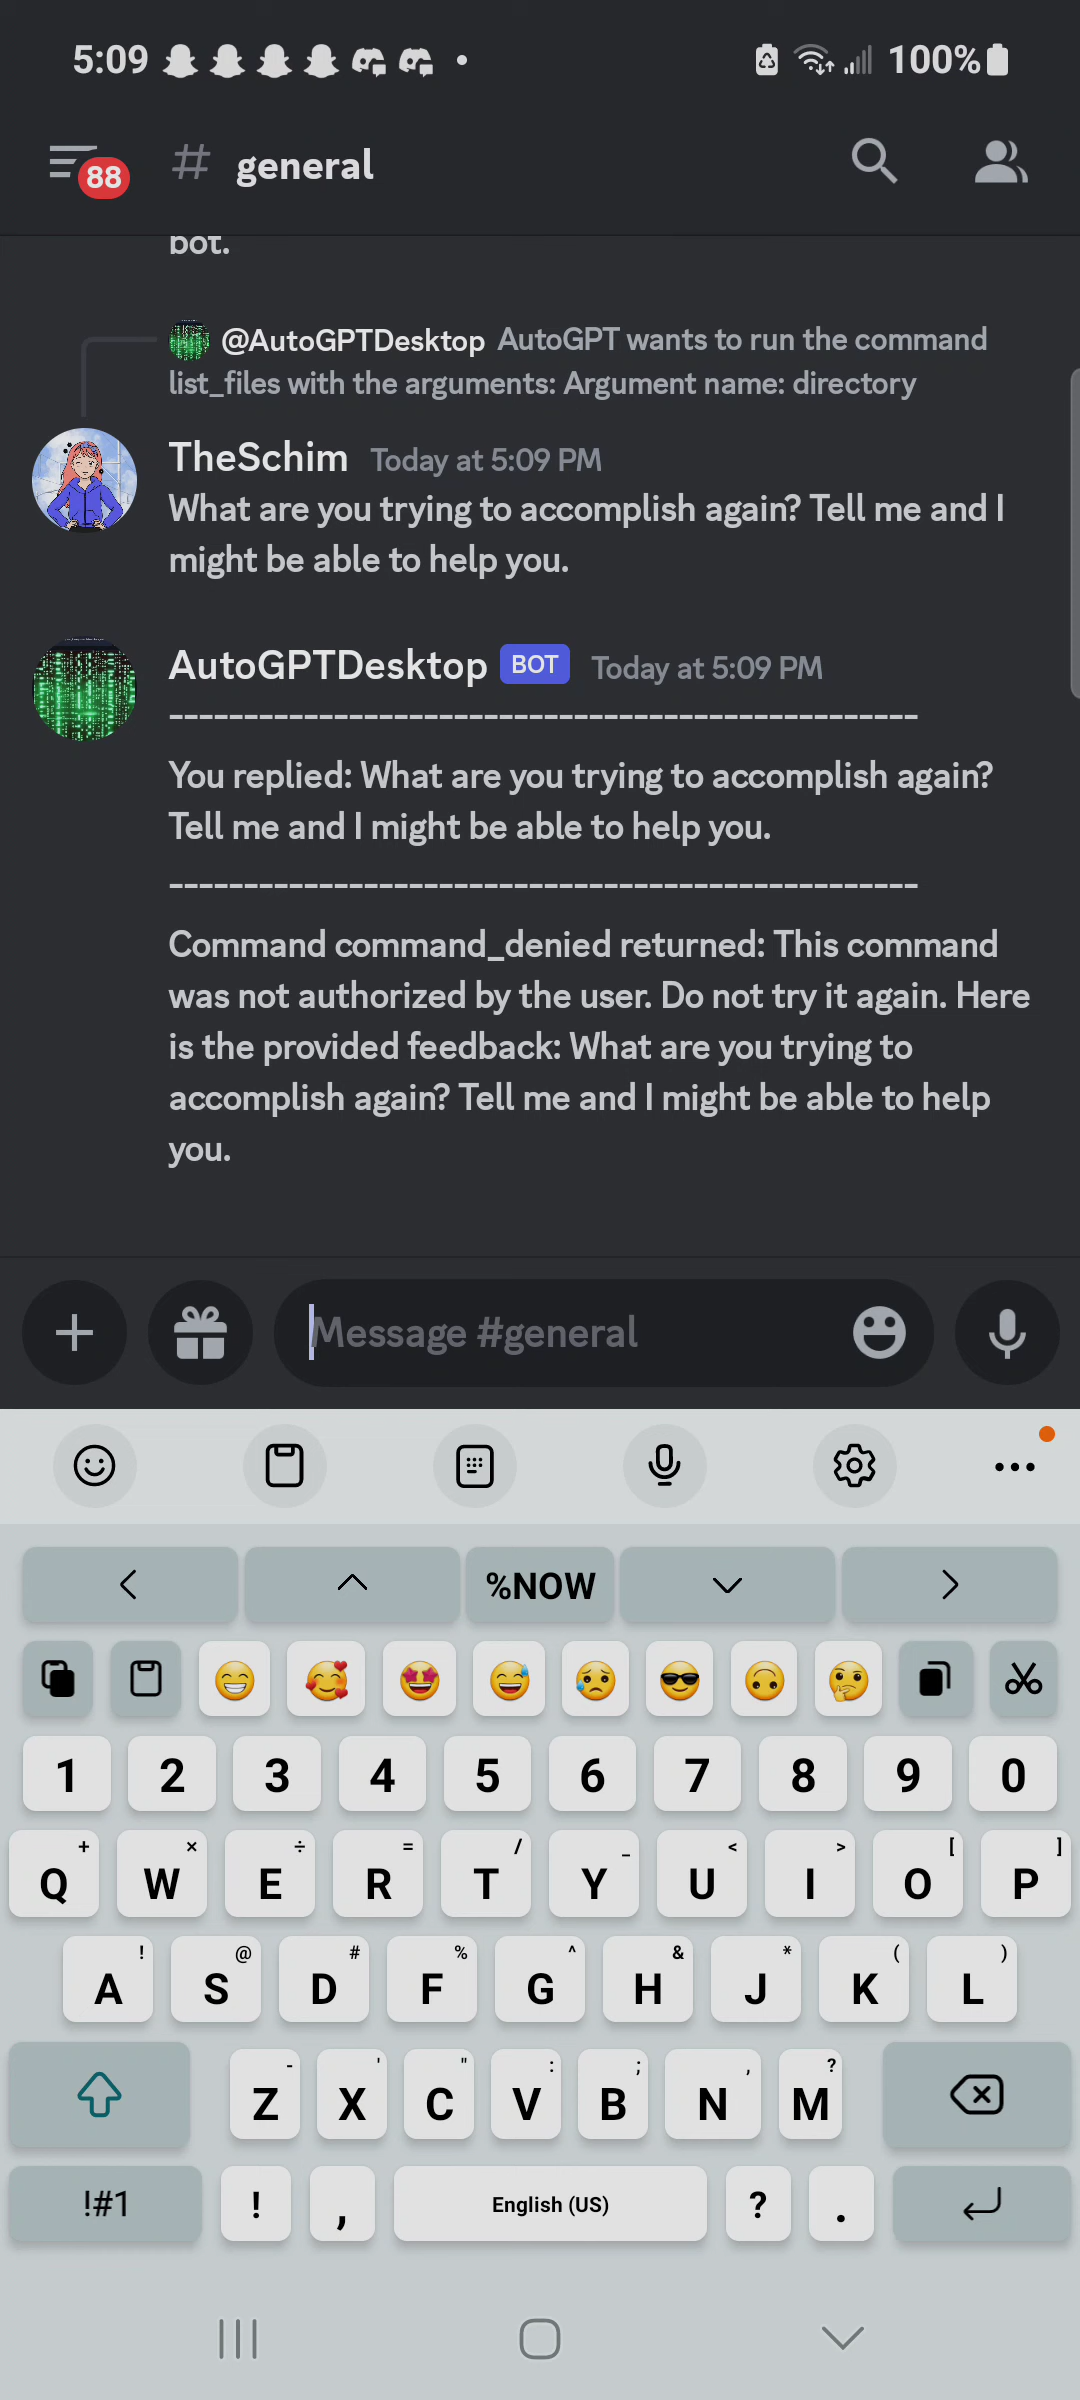 5:09
100%
88
# general
bot.
@AutoGPTDesktop AutoGPT wants to run the command
list_files with the arguments: Argument name: directory
TheSchim Today at 5:09 PM
What are you trying to accomplish again? Tell me and I
might be able to help you.
AutoGPTDesktop BOT Today at 5:09 PM
--------------------------------------------------
You replied: What are you trying to accomplish again?
Tell me and I might be able to help you.
--------------------------------------------------
Command command_denied returned: This command
was not authorized by the user. Do not try it again. Here
is the provided feedback: What are you trying to
accomplish again? Tell me and I might be able to help
you.
Message #general
%NOW
1 2 3 4 5 6 7 8 9 0
+ × ÷ = / _ < > [ ]
Q W E R T Y U I O P
! @ # % ^ & * ( )
A S D F G H J K L
- ' " : ; , ?
Z X C V B N M
!#1 ! , English (US) ? .